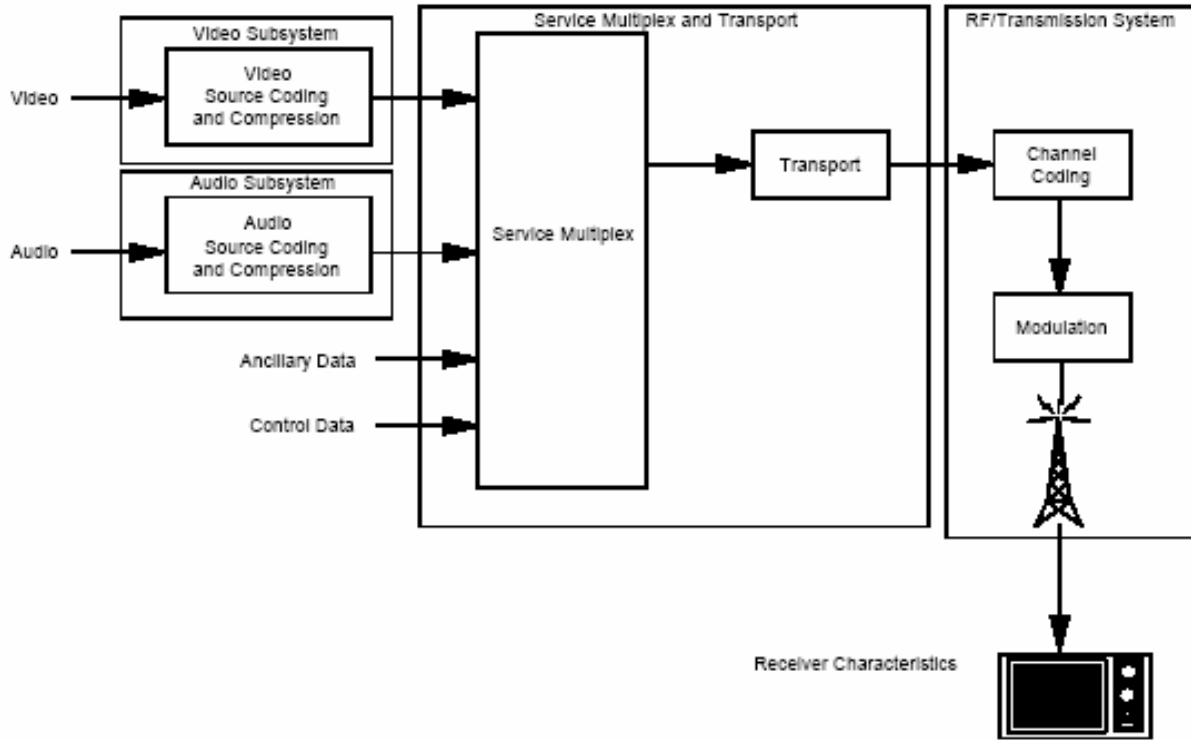 Video Subsystem
Video
Source Coding
and Compression
Video
Audio Subsystem
Audio
Source Coding
and Compression
Audio
Ancillary Data
Control Data
Service Multiplex and Transport
Service Multiplex
Transport
RF/Transmission System
Channel
Coding
Modulation
Receiver Characteristics